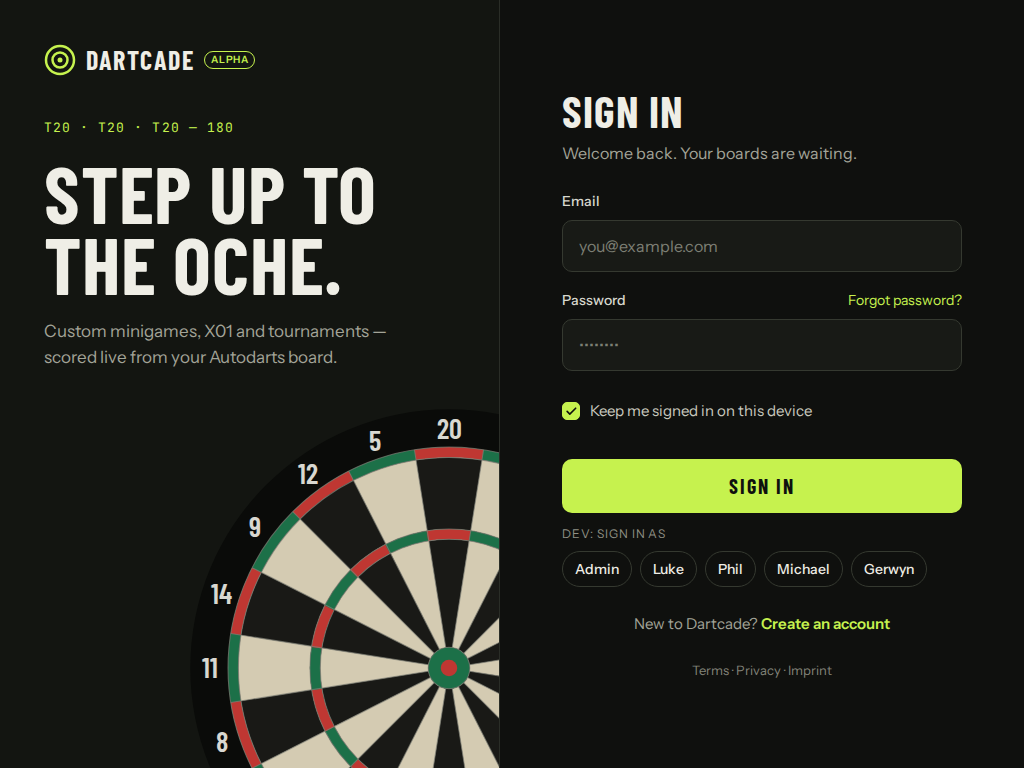 DARTCADE ALPHA
T20 · T20 · T20 — 180
STEP UP TO
THE OCHE.
Custom minigames, X01 and tournaments —
scored live from your Autodarts board.
20
5
12
9
14
11
8
SIGN IN
Welcome back. Your boards are waiting.
Email
you@example.com
Password Forgot password?
••••••••
Keep me signed in on this device
SIGN IN
DEV: SIGN IN AS
Admin Luke Phil Michael Gerwyn
New to Dartcade? Create an account
Terms · Privacy · Imprint